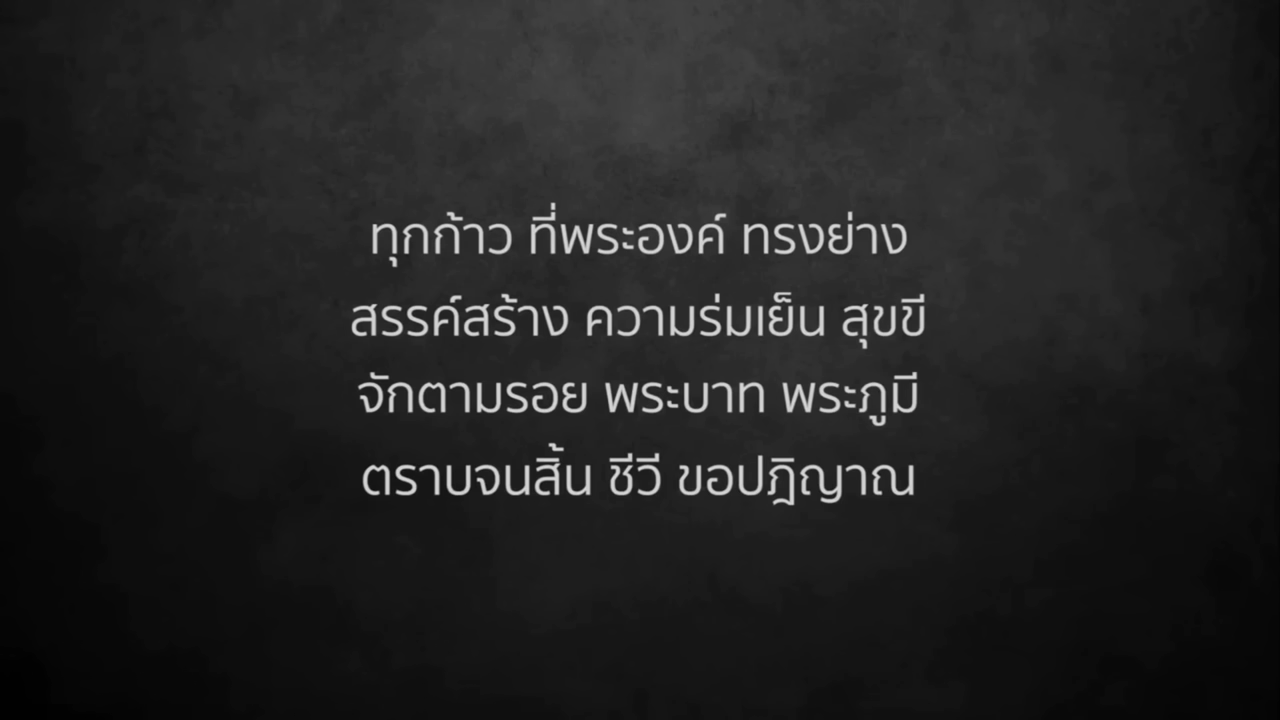 ทุกก้าว ที่พระองค์ ทรงย่าง
สรรค์สร้าง ความร่มเย็น สุขขี
จักตามรอย พระบาท พระภูมี
ตราบจนสิ้น ชีวี ขอปฎิญาณ